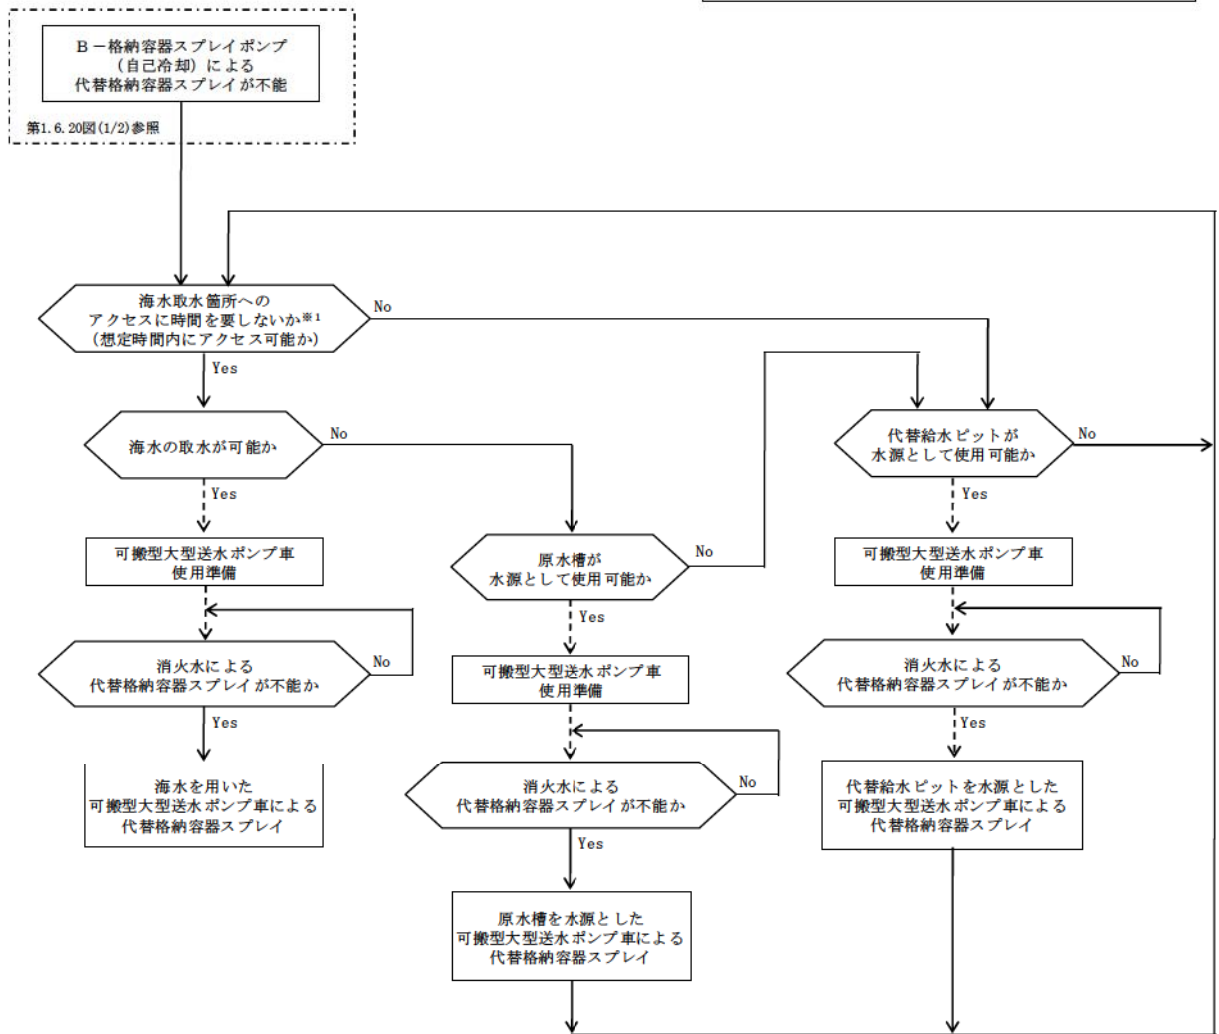 B-格納容器スプレイポンプ
(自己冷却)による
代替格納容器スプレイが不能
第1.6.20図(1/2)参照
海水取水箇所への
アクセスに時間を要しないか※1
(想定時間内にアクセス可能か)
No
Yes
海水の取水が可能か
No
代替給水ピットが
水源として使用可能か
No
Yes
Yes
可搬型大型送水ポンプ車
使用準備
原水槽が
水源として使用可能か
No
可搬型大型送水ポンプ車
使用準備
Yes
消火水による
代替格納容器スプレイが不能か
No
可搬型大型送水ポンプ車
使用準備
消火水による
代替格納容器スプレイが不能か
No
Yes
Yes
海水を用いた
可搬型大型送水ポンプ車による
代替格納容器スプレイ
消火水による
代替格納容器スプレイが不能か
No
代替給水ピットを水源とした
可搬型大型送水ポンプ車による
代替格納容器スプレイ
Yes
原水槽を水源とした
可搬型大型送水ポンプ車による
代替格納容器スプレイ